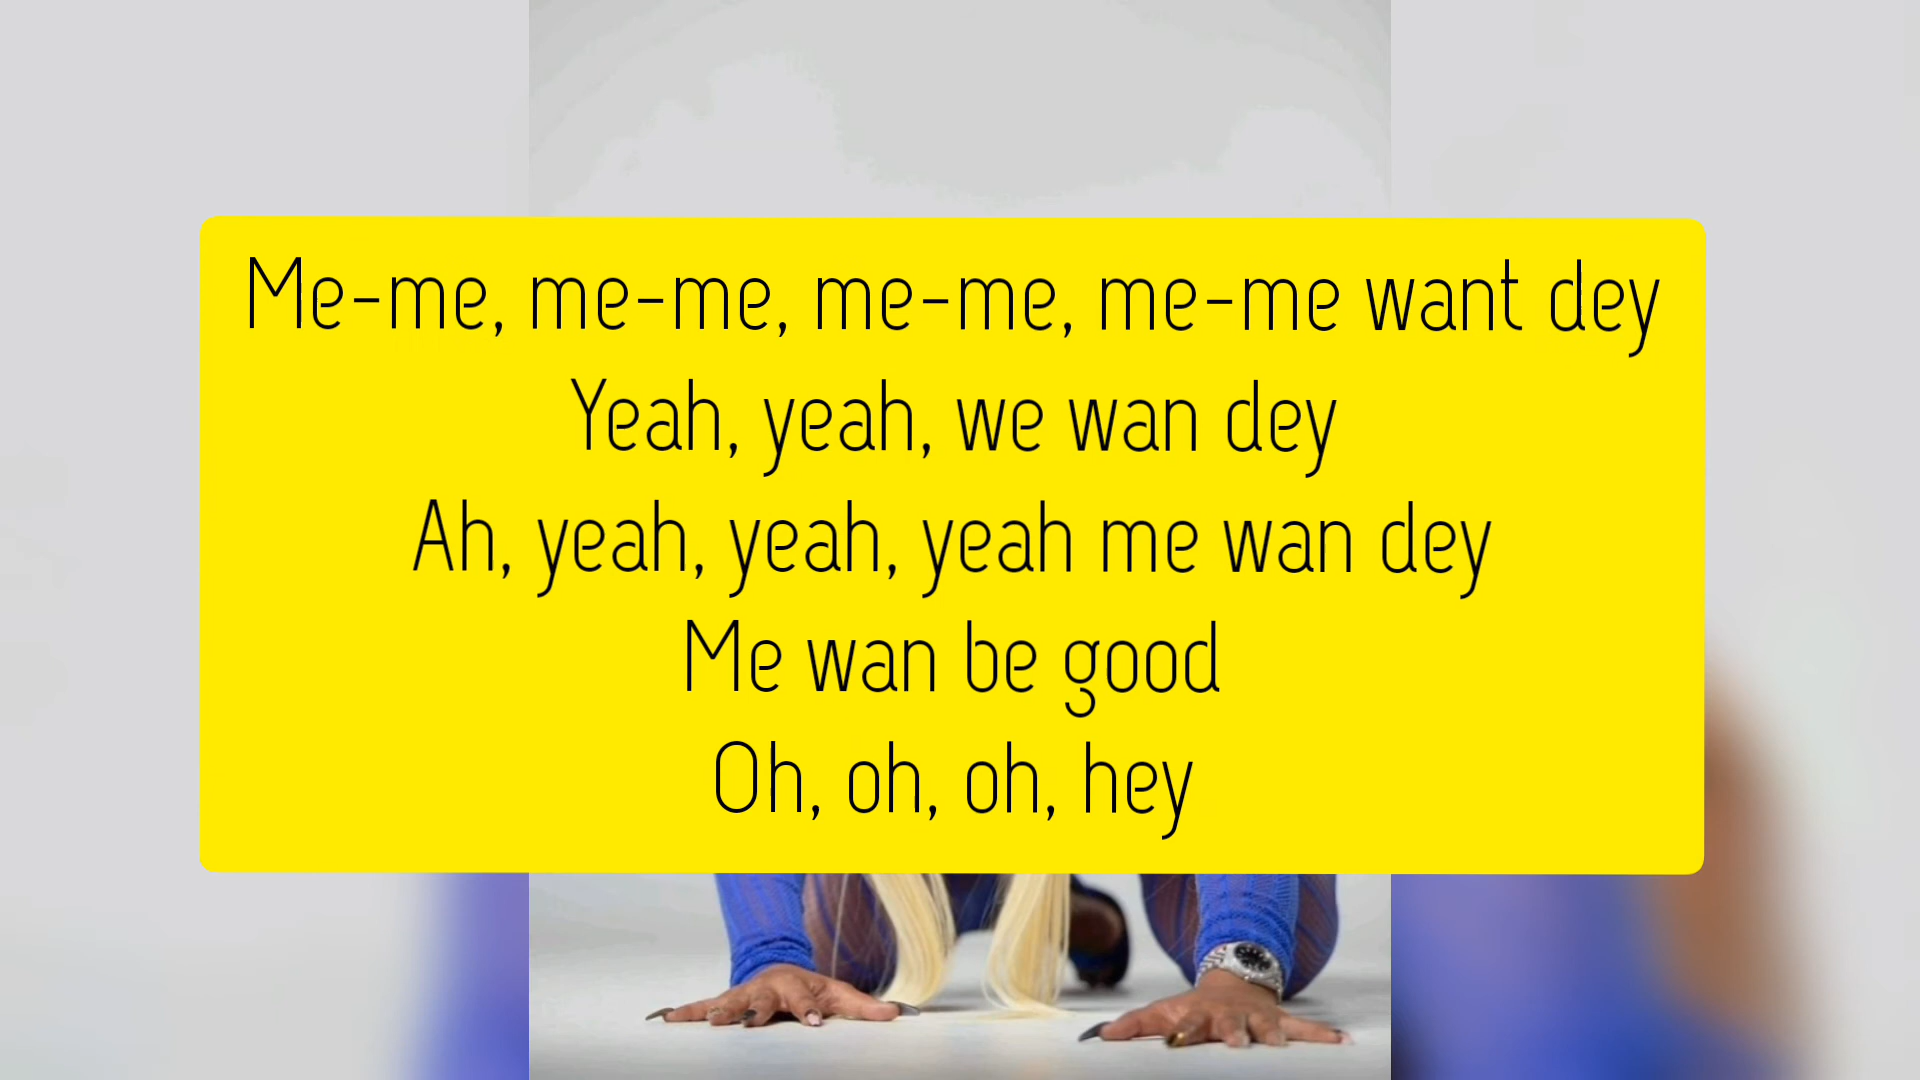 Me-me, me-me, me-me, me-me want dey
Yeah, yeah, we wan dey
Ah, yeah, yeah, yeah me wan dey
Me wan be good
Oh, oh, oh, hey